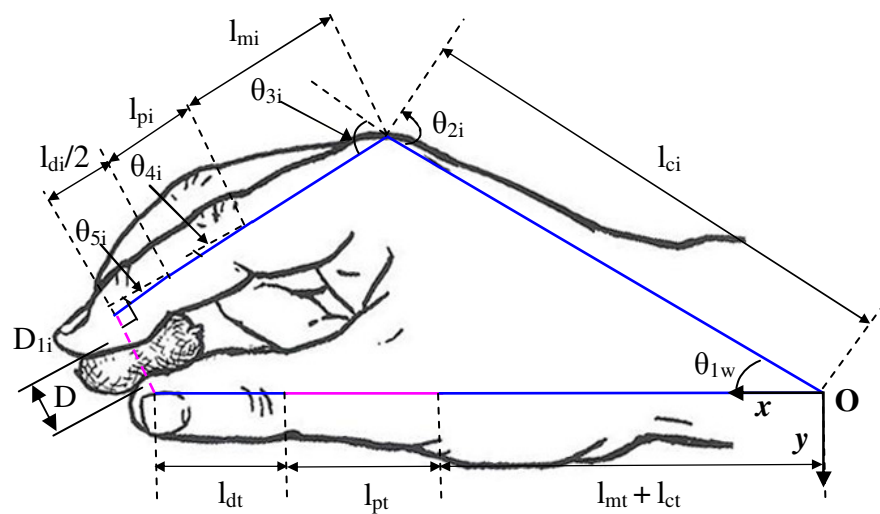 l_mi
θ_3i
l_pi
θ_2i
l_di/2
θ_4i
l_ci
θ_5i
D_1i
θ_1w
D
x
O
y
l_dt
l_pt
l_mt + l_ct